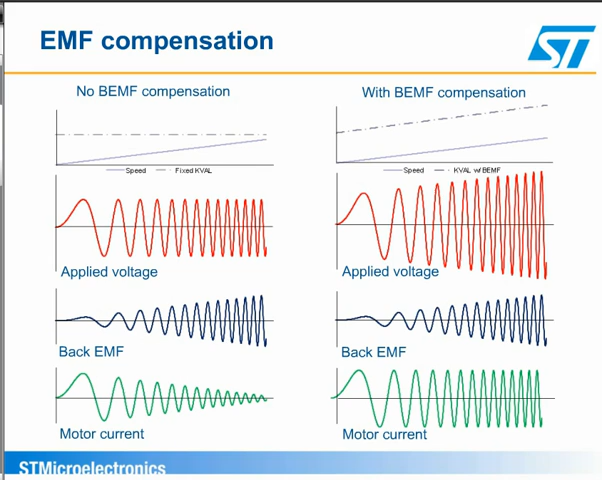 EMF compensation
ST
No BEMF compensation
With BEMF compensation
Speed
Fixed KVAL
Speed
KVAL w/ BEMF
Applied voltage
Applied voltage
Back EMF
Back EMF
Motor current
Motor current
STMicroelectronics